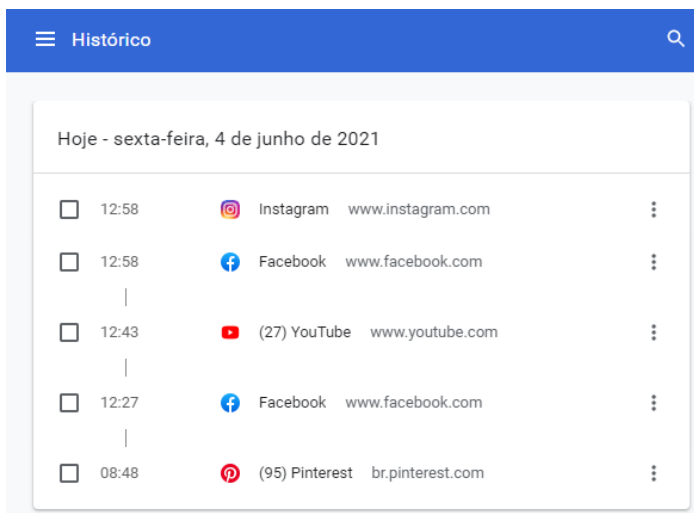 Histórico
Hoje - sexta-feira, 4 de junho de 2021
12:58 Instagram www.instagram.com
12:58 Facebook www.facebook.com
12:43 (27) YouTube www.youtube.com
12:27 Facebook www.facebook.com
08:48 (95) Pinterest br.pinterest.com